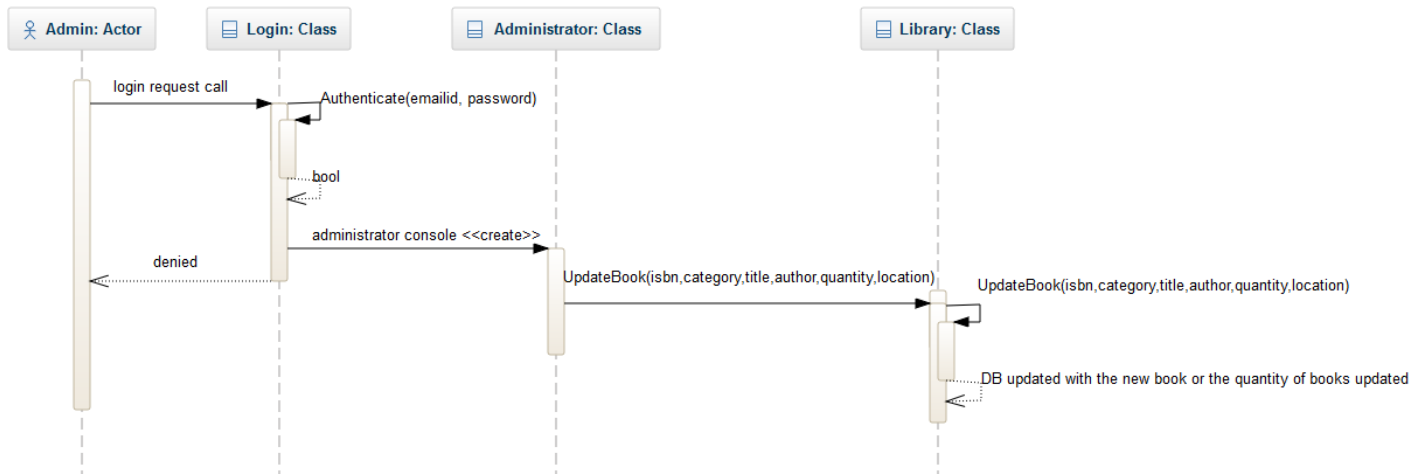 Admin: Actor
Login: Class
Administrator: Class
Library: Class
login request call
Authenticate(emailid, password)
bool
administrator console <<create>>
denied
UpdateBook(isbn,category,title,author,quantity,location)
UpdateBook(isbn,category,title,author,quantity,location)
DB updated with the new book or the quantity of books updated